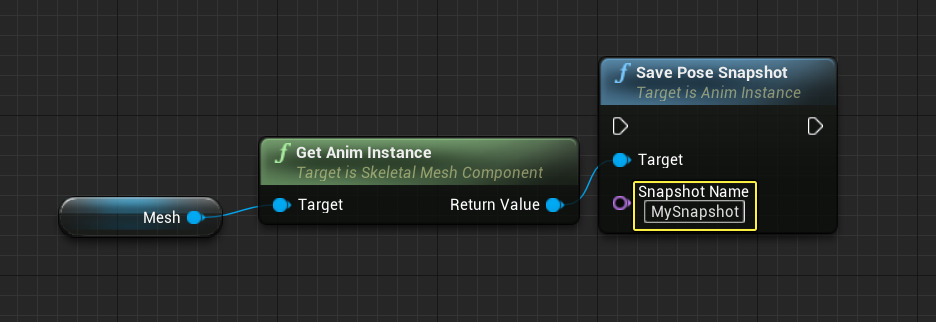 Save Pose Snapshot
Target is Anim Instance
Get Anim Instance
Target is Skeletal Mesh Component
Target
Snapshot Name
MySnapshot
Target
Return Value
Mesh